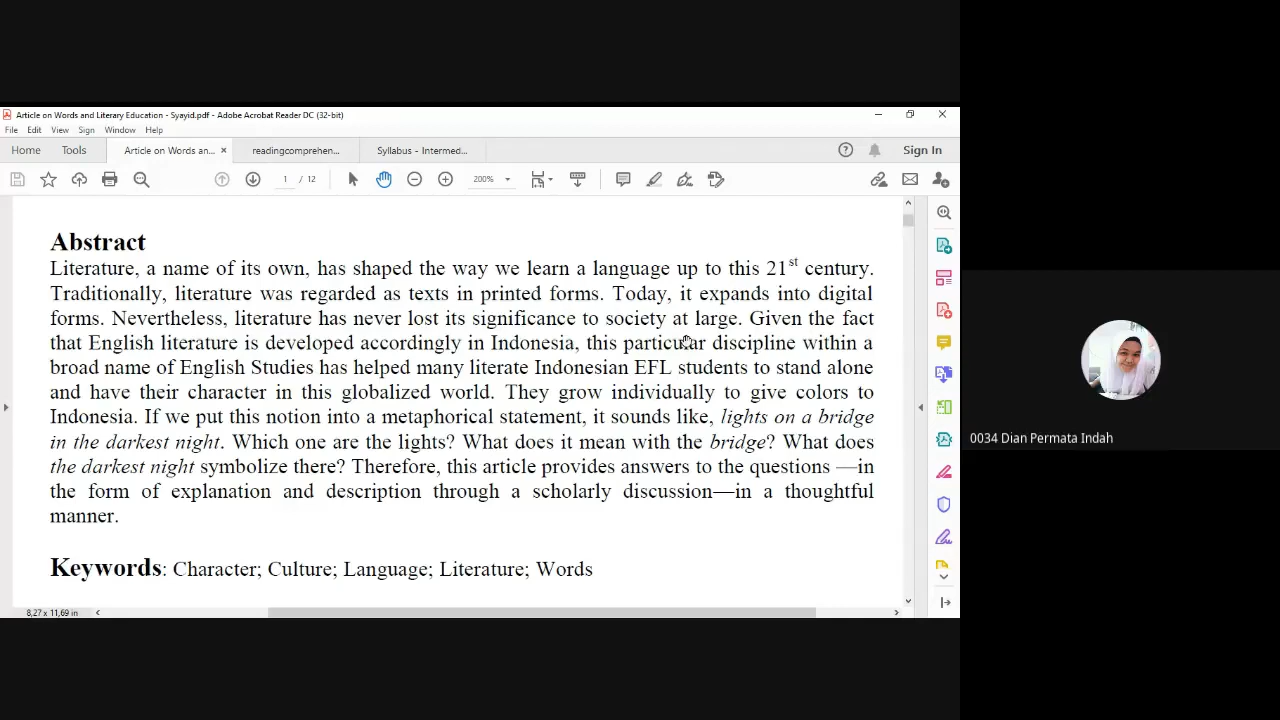 Article on Words and Literary Education - Syayid.pdf - Adobe Acrobat Reader DC (32-bit)
File Edit View Sign Window Help
Home Tools Article on Words an... × readingcomprehen... Syllabus - Intermed... Sign In
1 / 12 200%
Abstract
Literature, a name of its own, has shaped the way we learn a language up to this 21st century.
Traditionally, literature was regarded as texts in printed forms. Today, it expands into digital
forms. Nevertheless, literature has never lost its significance to society at large. Given the fact
that English literature is developed accordingly in Indonesia, this particular discipline within a
broad name of English Studies has helped many literate Indonesian EFL students to stand alone
and have their character in this globalized world. They grow individually to give colors to
Indonesia. If we put this notion into a metaphorical statement, it sounds like, lights on a bridge
in the darkest night. Which one are the lights? What does it mean with the bridge? What does
the darkest night symbolize there? Therefore, this article provides answers to the questions —in
the form of explanation and description through a scholarly discussion—in a thoughtful
manner.
Keywords: Character; Culture; Language; Literature; Words
8,27 x 11,69 in
0034 Dian Permata Indah